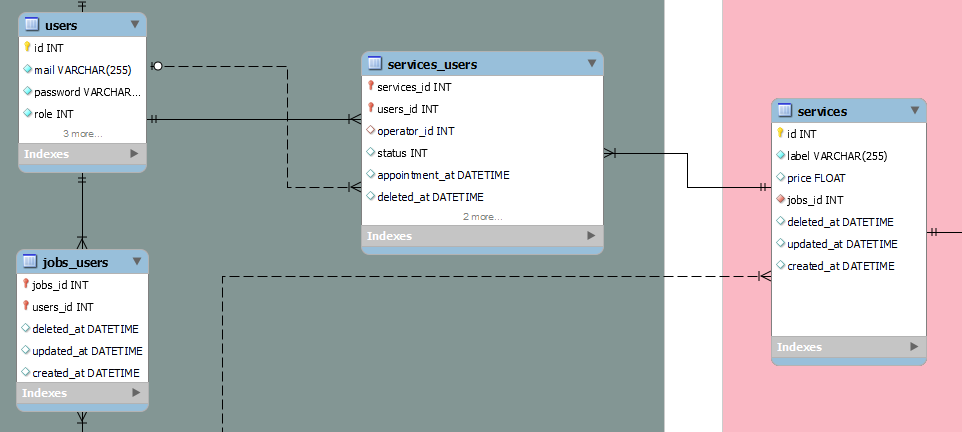 users
id INT
mail VARCHAR(255)
password VARCHAR...
role INT
3 more...
Indexes
services_users
services_id INT
users_id INT
operator_id INT
status INT
appointment_at DATETIME
deleted_at DATETIME
2 more...
Indexes
services
id INT
label VARCHAR(255)
price FLOAT
jobs_id INT
deleted_at DATETIME
updated_at DATETIME
created_at DATETIME
Indexes
jobs_users
jobs_id INT
users_id INT
deleted_at DATETIME
updated_at DATETIME
created_at DATETIME
Indexes